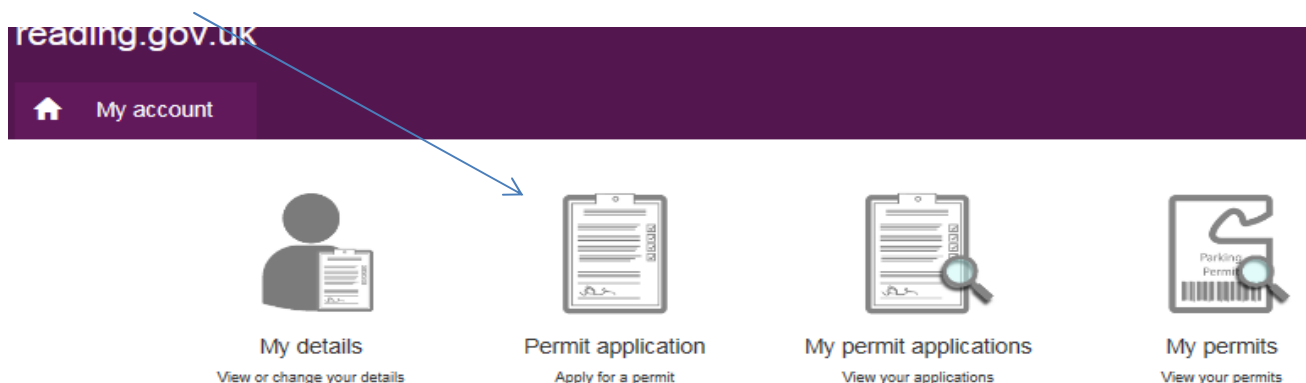 reading.gov.uk
My account
Parking
Permit
My details
Permit application
My permit applications
My permits
View or change your details
Apply for a permit
View your applications
View your permits